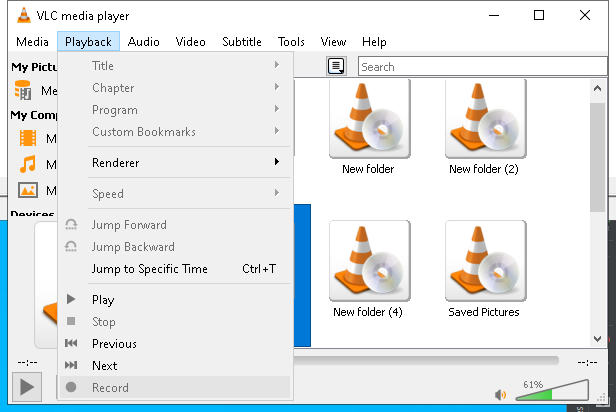 VLC media player
Media Playback Audio Video Subtitle Tools View Help
My Pictu
Me
My Comp
M
M
M
Devices
Title
Chapter
Program
Custom Bookmarks
Renderer
Speed
Jump Forward
Jump Backward
Jump to Specific Time Ctrl+T
Play
Stop
Previous
Next
Record
Search
New folder
New folder (2)
New folder (4)
Saved Pictures
--:--
--:--
61%